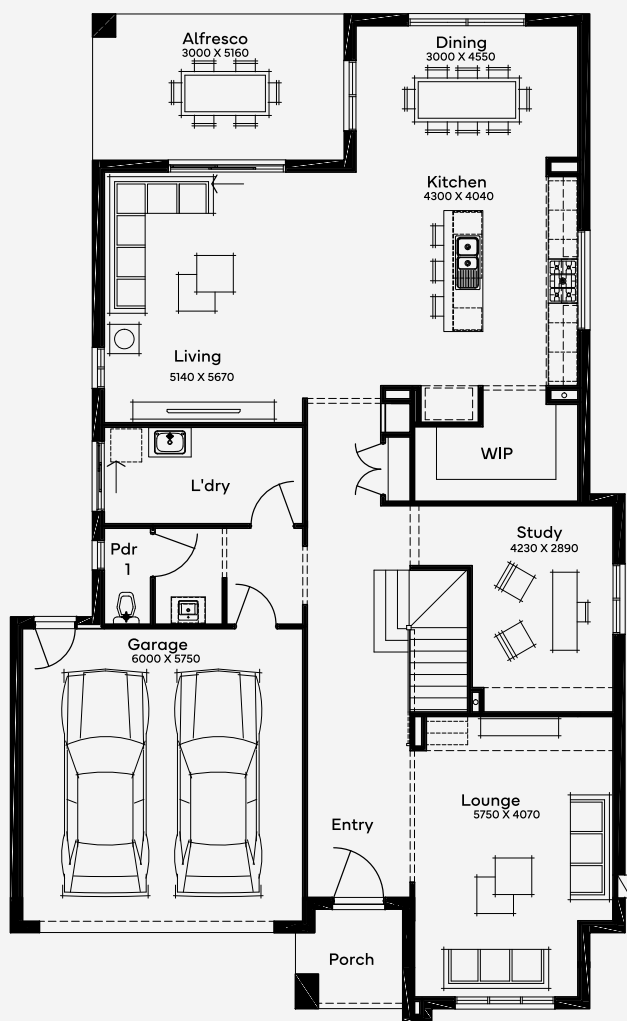 Alfresco
3000 X 5160
Dining
3000 X 4550
Kitchen
4300 X 4040
Living
5140 X 5670
WIP
L'dry
Study
4230 X 2890
Pdr
1
Garage
6000 X 5750
Lounge
5750 X 4070
Entry
Porch